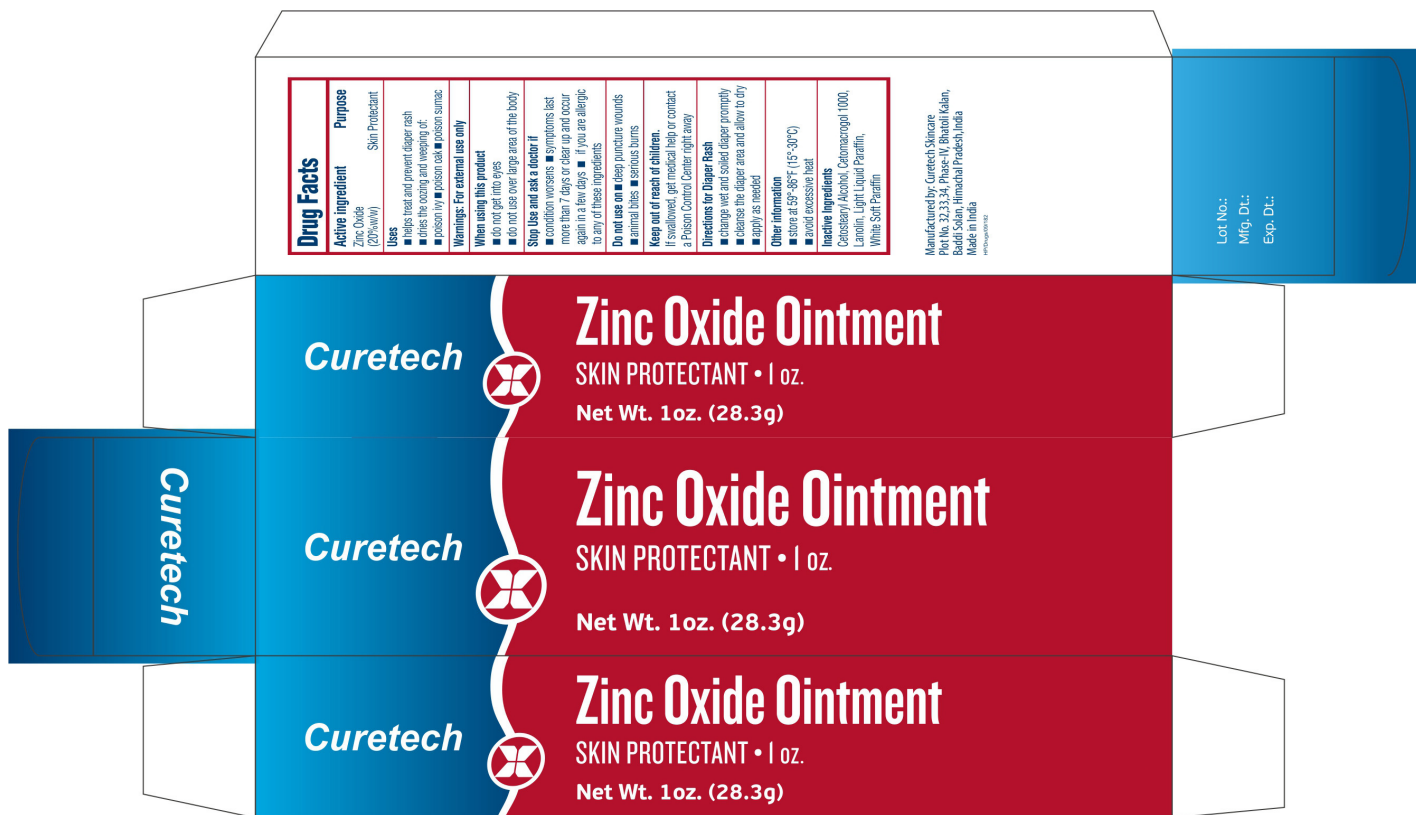 Drug Facts
Active ingredient Purpose
Zinc Oxide
(20%w/w) Skin Protectant
Uses
■ helps treat and prevent diaper rash
■ dries the oozing and weeping of:
■ poison ivy ■ poison oak ■ poison sumac
Warnings: For external use only
When using this product
■ do not get into eyes
■ do not use over large area of the body
Stop Use and ask a doctor if
■ condition worsens ■ symptoms last
more than 7 days or clear up and occur
again in a few days ■ if you are allergic
to any of these ingredients
Do not use on ■ deep puncture wounds
■ animal bites ■ serious burns
Keep out of reach of children.
If swallowed, get medical help or contact
a Poison Control Center right away
Directions for Diaper Rash
■ change wet and soiled diaper promptly
■ cleanse the diaper area and allow to dry
■ apply as needed
Other information
■ store at 59°-86°F (15°-30°C)
■ avoid excessive heat
Inactive Ingredients
Cetostearyl Alcohol, Cetomacrogol 1000,
Lanolin, Light Liquid Paraffin,
White Soft Paraffin
Manufactured by: Curetech Skincare
Plot No. 32,33,34, Phase-IV, Bhatoli Kalan,
Baddi Solan, Himachal Pradesh,India
Made in India
Lot No.:
Mfg. Dt.:
Exp. Dt.:
Curetech
Zinc Oxide Ointment
SKIN PROTECTANT • 1 oz.
Net Wt. 1oz. (28.3g)
Curetech
Curetech
Zinc Oxide Ointment
SKIN PROTECTANT • 1 oz.
Net Wt. 1oz. (28.3g)
Curetech
Zinc Oxide Ointment
SKIN PROTECTANT • 1 oz.
Net Wt. 1oz. (28.3g)